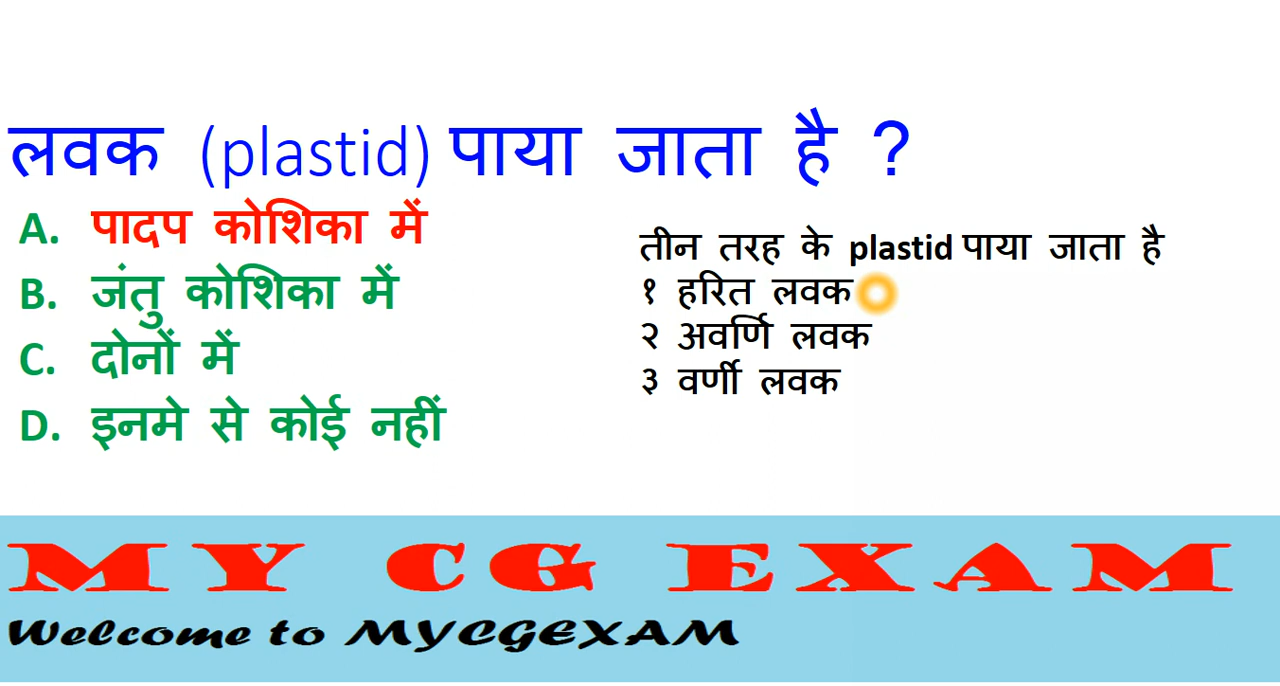 लवक (plastid) पाया जाता है ?
A. पादप कोशिका में
B. जंतु कोशिका में
C. दोनों में
D. इनमे से कोई नहीं
तीन तरह के plastid पाया जाता है
१ हरित लवक
२ अवर्णि लवक
३ वर्णी लवक
MY CG EXAM
Welcome to MYCGEXAM